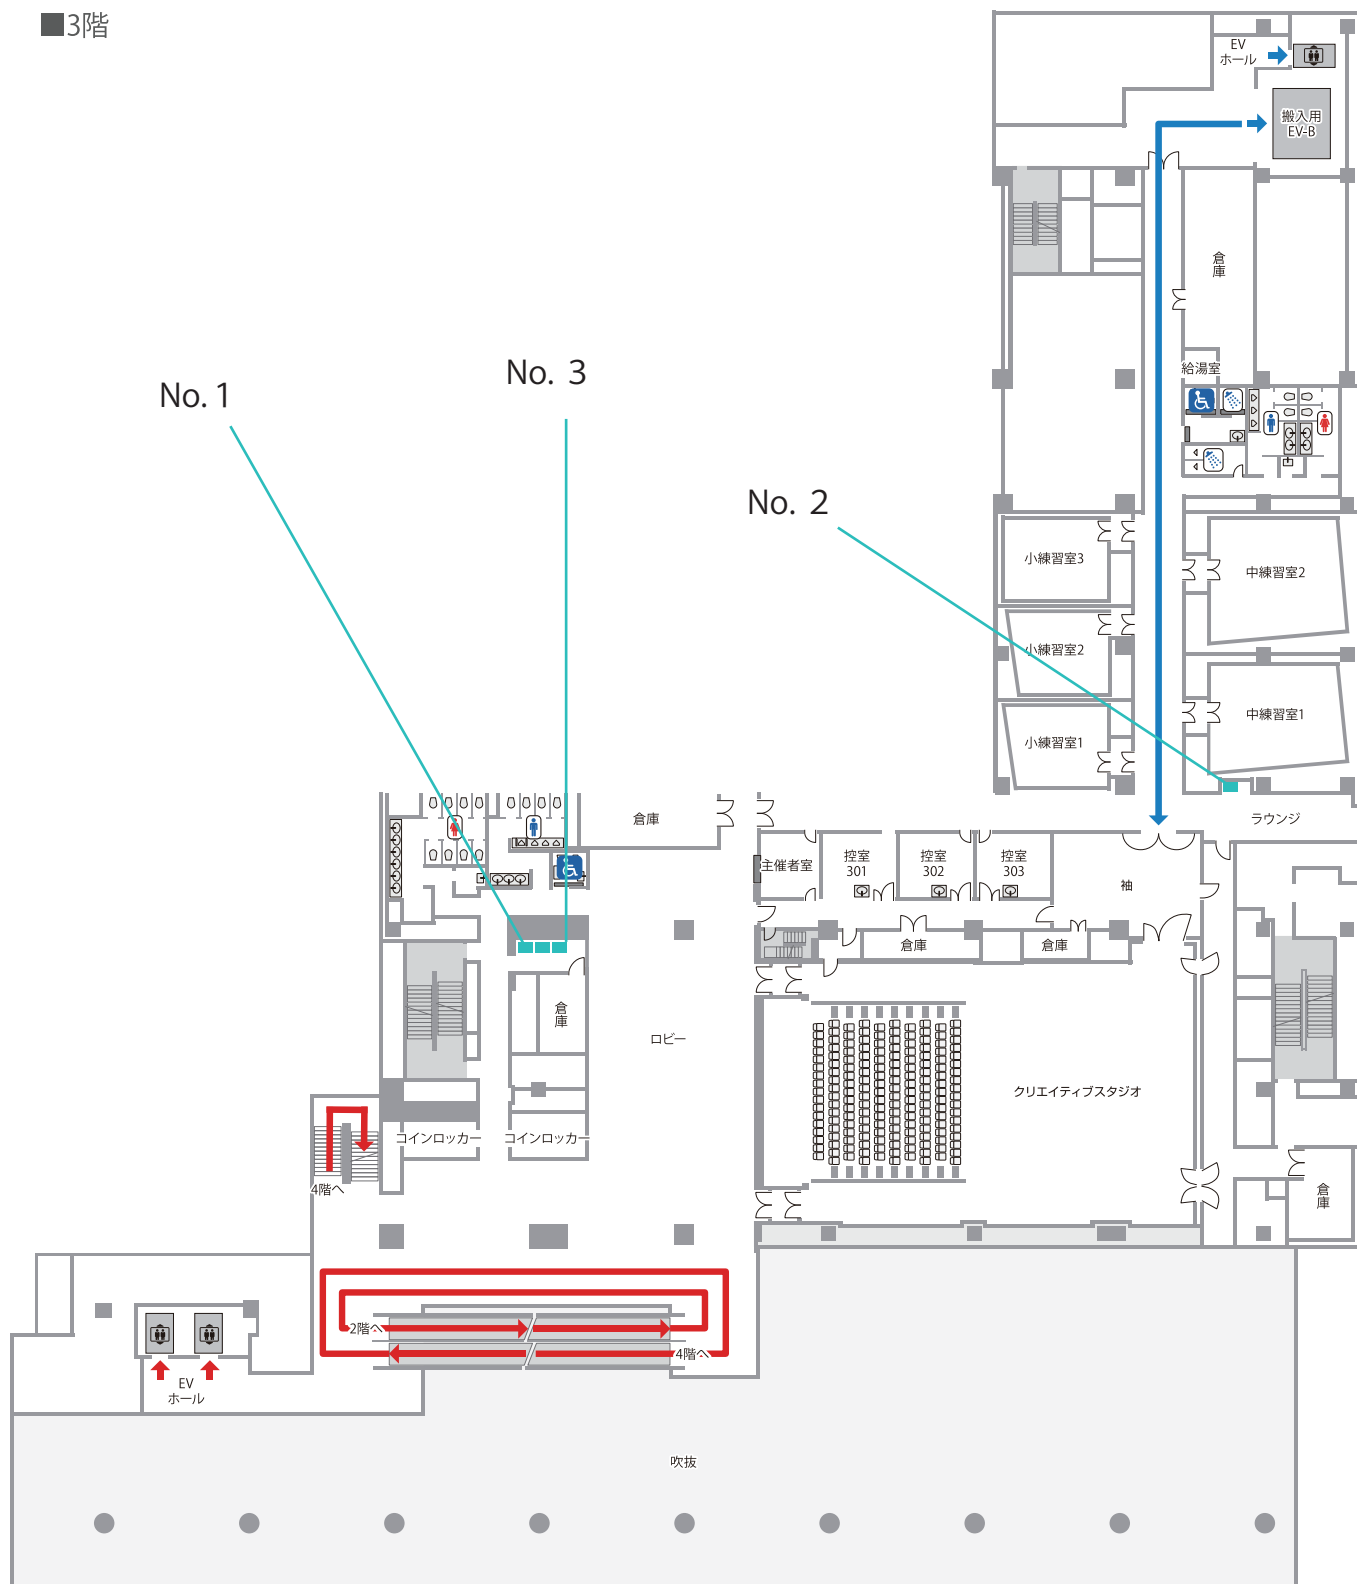 ■3階
EV
ホール
搬入用
EV-B
倉庫
給湯室
No. 1
No. 3
No. 2
小練習室3
中練習室2
小練習室2
小練習室1
中練習室1
倉庫
ラウンジ
主催者室
控室
301
控室
302
控室
303
袖
倉庫
倉庫
倉庫
ロビー
クリエイティブスタジオ
コインロッカー
コインロッカー
4階へ
倉庫
2階へ
4階へ
EV
ホール
吹抜